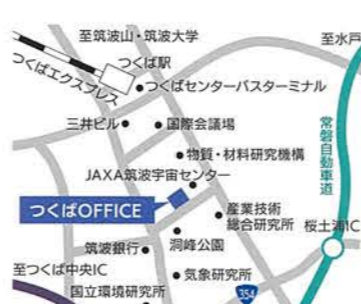 至筑波山・筑波大学
至水戸
つくば駅
つくばエクスプレス
つくばセンターバスターミナル
三井ビル
国際会議場
常磐自動車道
物質・材料研究機構
JAXA筑波宇宙センター
つくばOFFICE
産業技術
総合研究所
桜土浦IC
洞峰公園
筑波銀行
至つくば中央IC
気象研究所
国立環境研究所
354